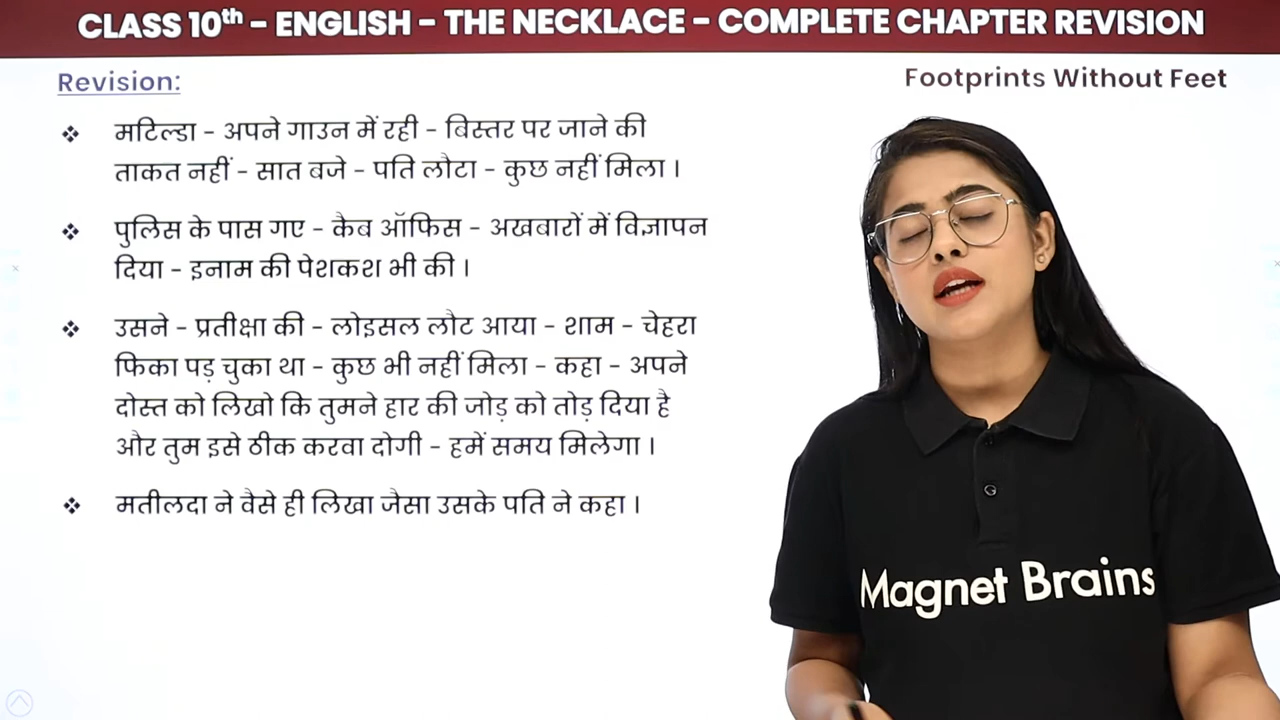 CLASS 10th – ENGLISH – THE NECKLACE – COMPLETE CHAPTER REVISION
Revision:
Footprints Without Feet
❖ मटिल्डा - अपने गाउन में रही - बिस्तर पर जाने की
ताकत नहीं - सात बजे - पति लौटा - कुछ नहीं मिला ।
❖ पुलिस के पास गए - कैब ऑफिस - अखबारों में विज्ञापन
दिया - इनाम की पेशकश भी की ।
❖ उसने - प्रतीक्षा की - लोइसल लौट आया - शाम - चेहरा
फिका पड़ चुका था - कुछ भी नहीं मिला - कहा - अपने
दोस्त को लिखो कि तुमने हार की जोड़ को तोड़ दिया है
और तुम इसे ठीक करवा दोगी - हमें समय मिलेगा ।
❖ मतीलदा ने वैसे ही लिखा जैसा उसके पति ने कहा ।
Magnet Brains